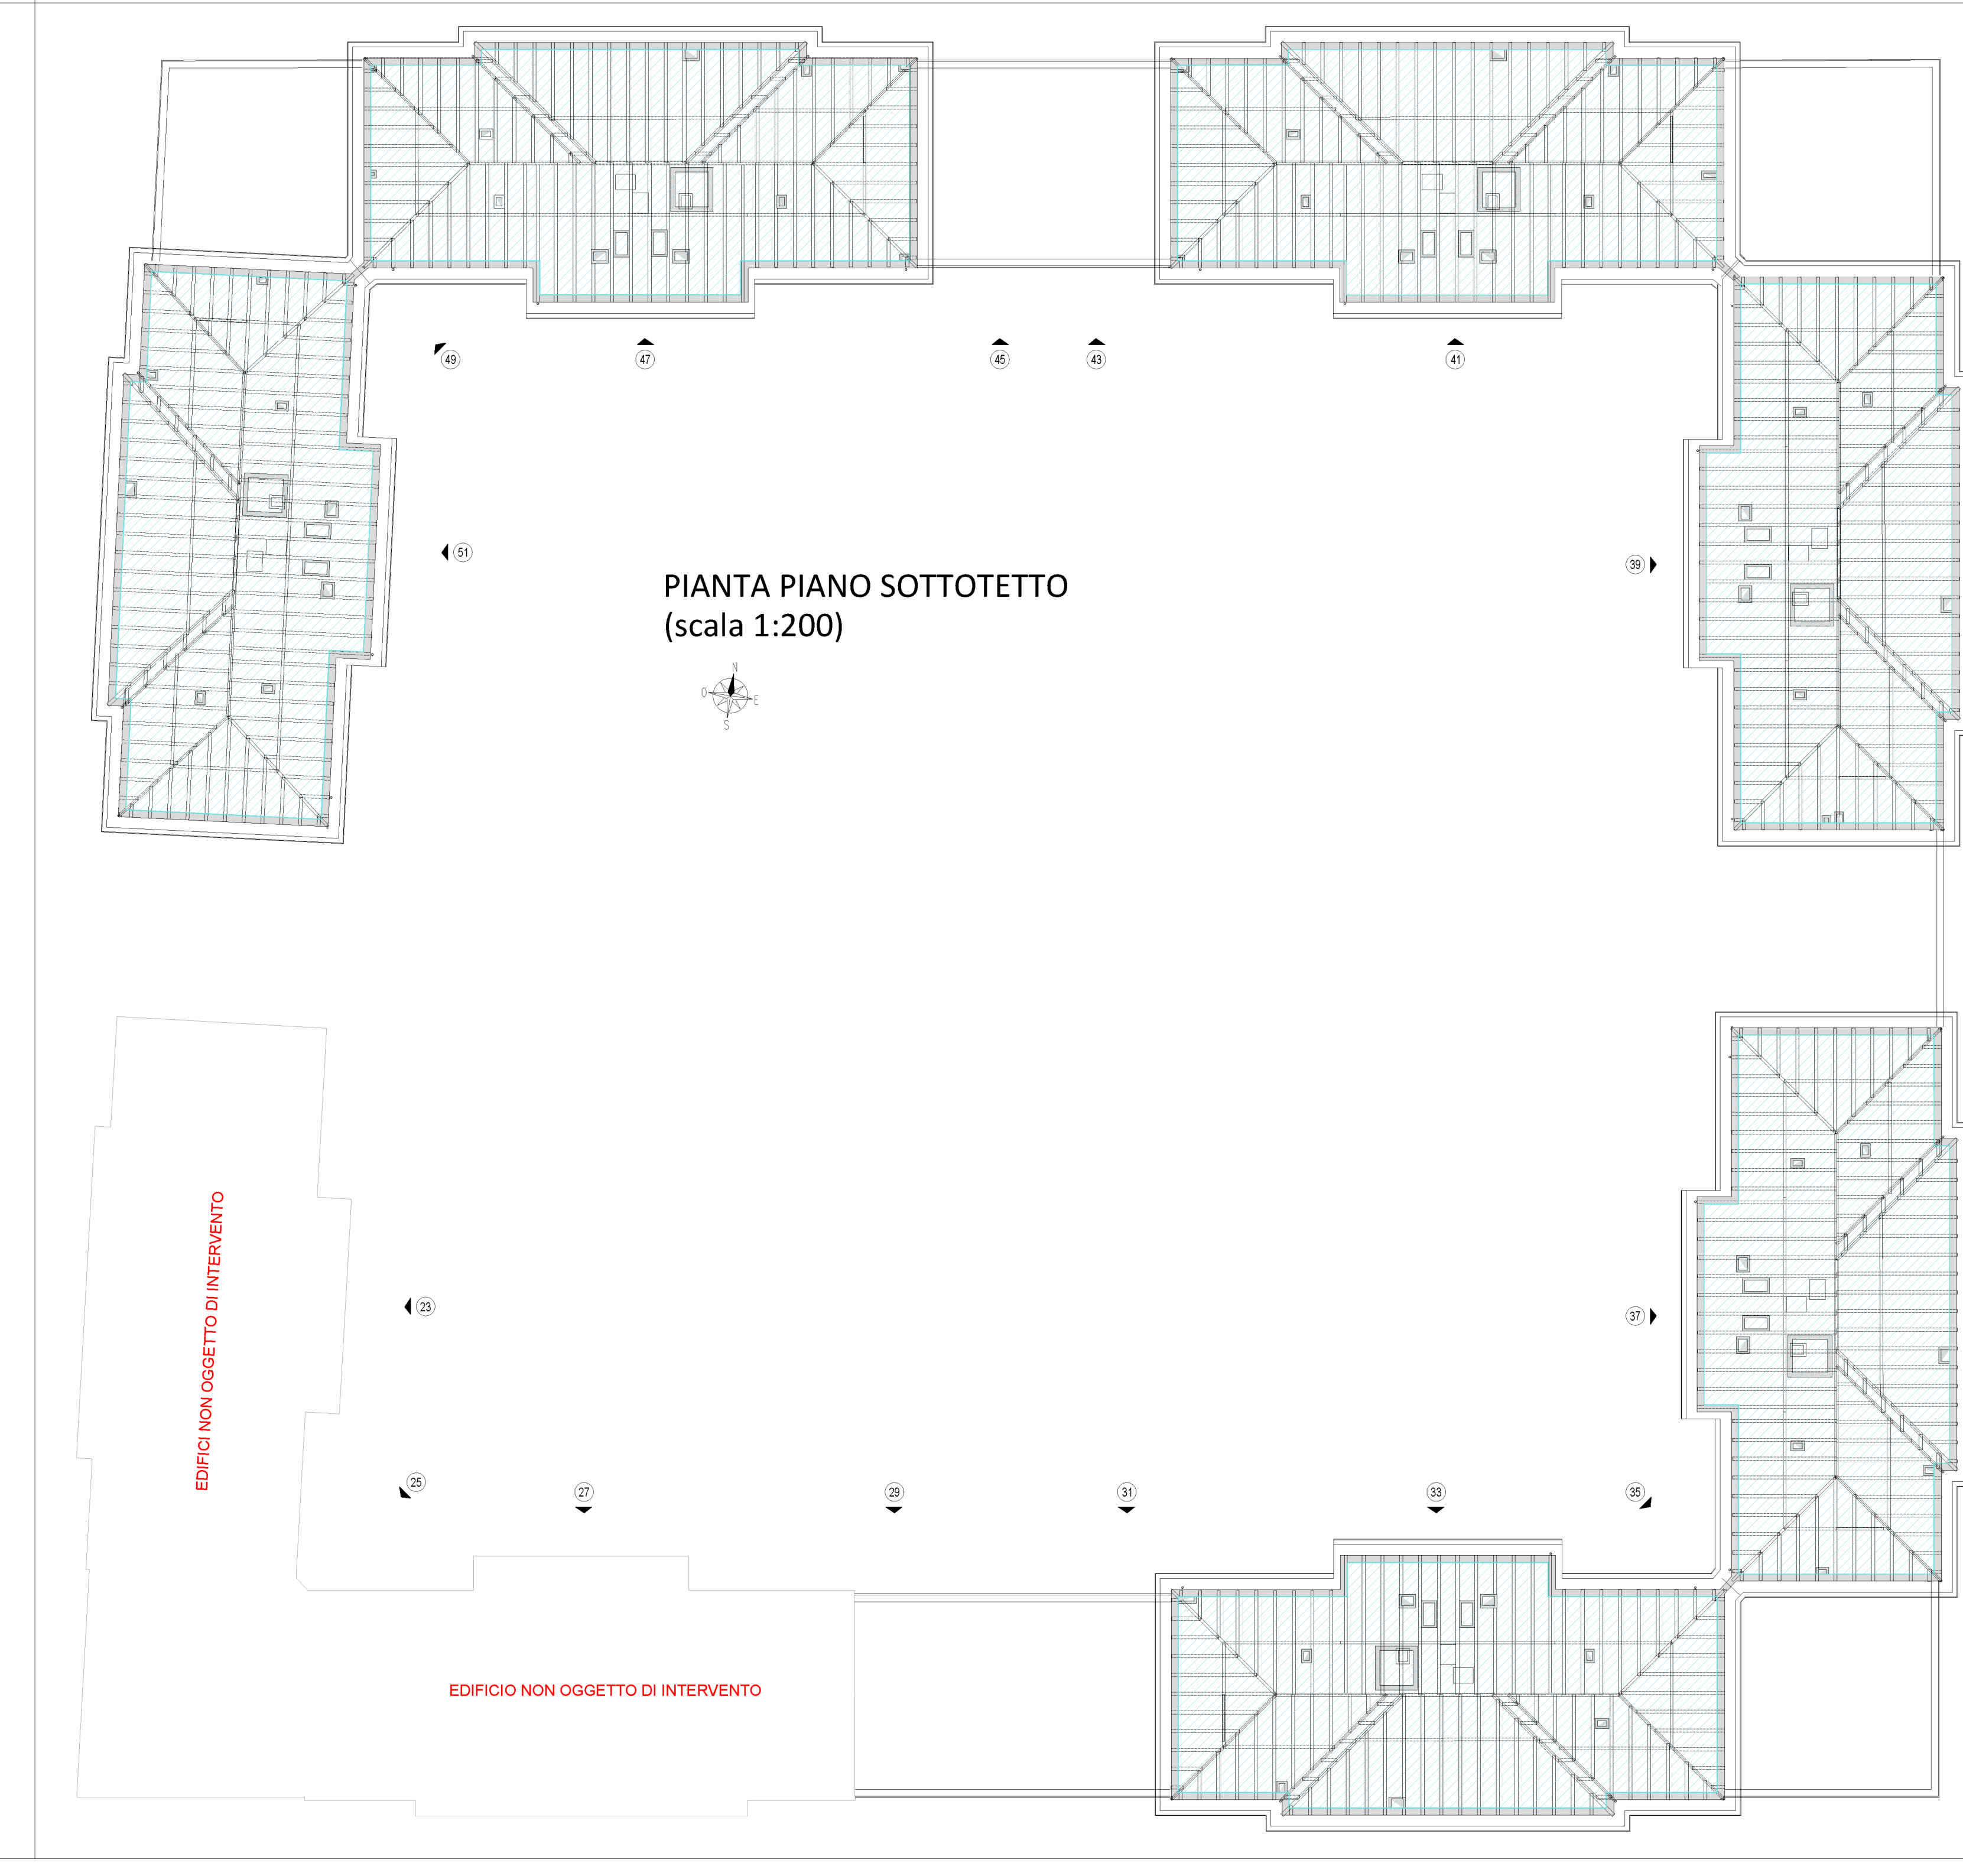 49
47
45
43
41
51
39
PIANTA PIANO SOTTOTETTO
(scala 1:200)
N
O
E
S
EDIFICI NON OGGETTO DI INTERVENTO
23
37
25
27
29
31
33
35
EDIFICIO NON OGGETTO DI INTERVENTO